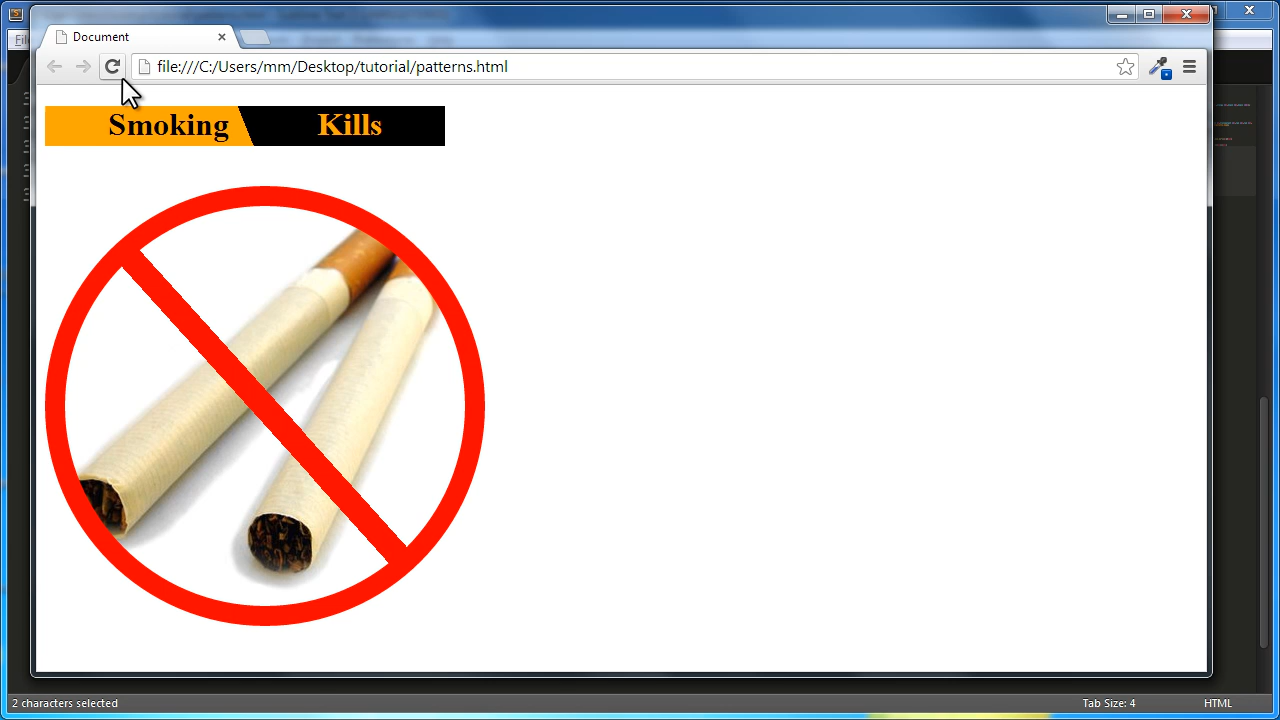 Document
file:///C:/Users/mm/Desktop/tutorial/patterns.html
Smoking Kills
2 characters selected
Tab Size: 4
HTML